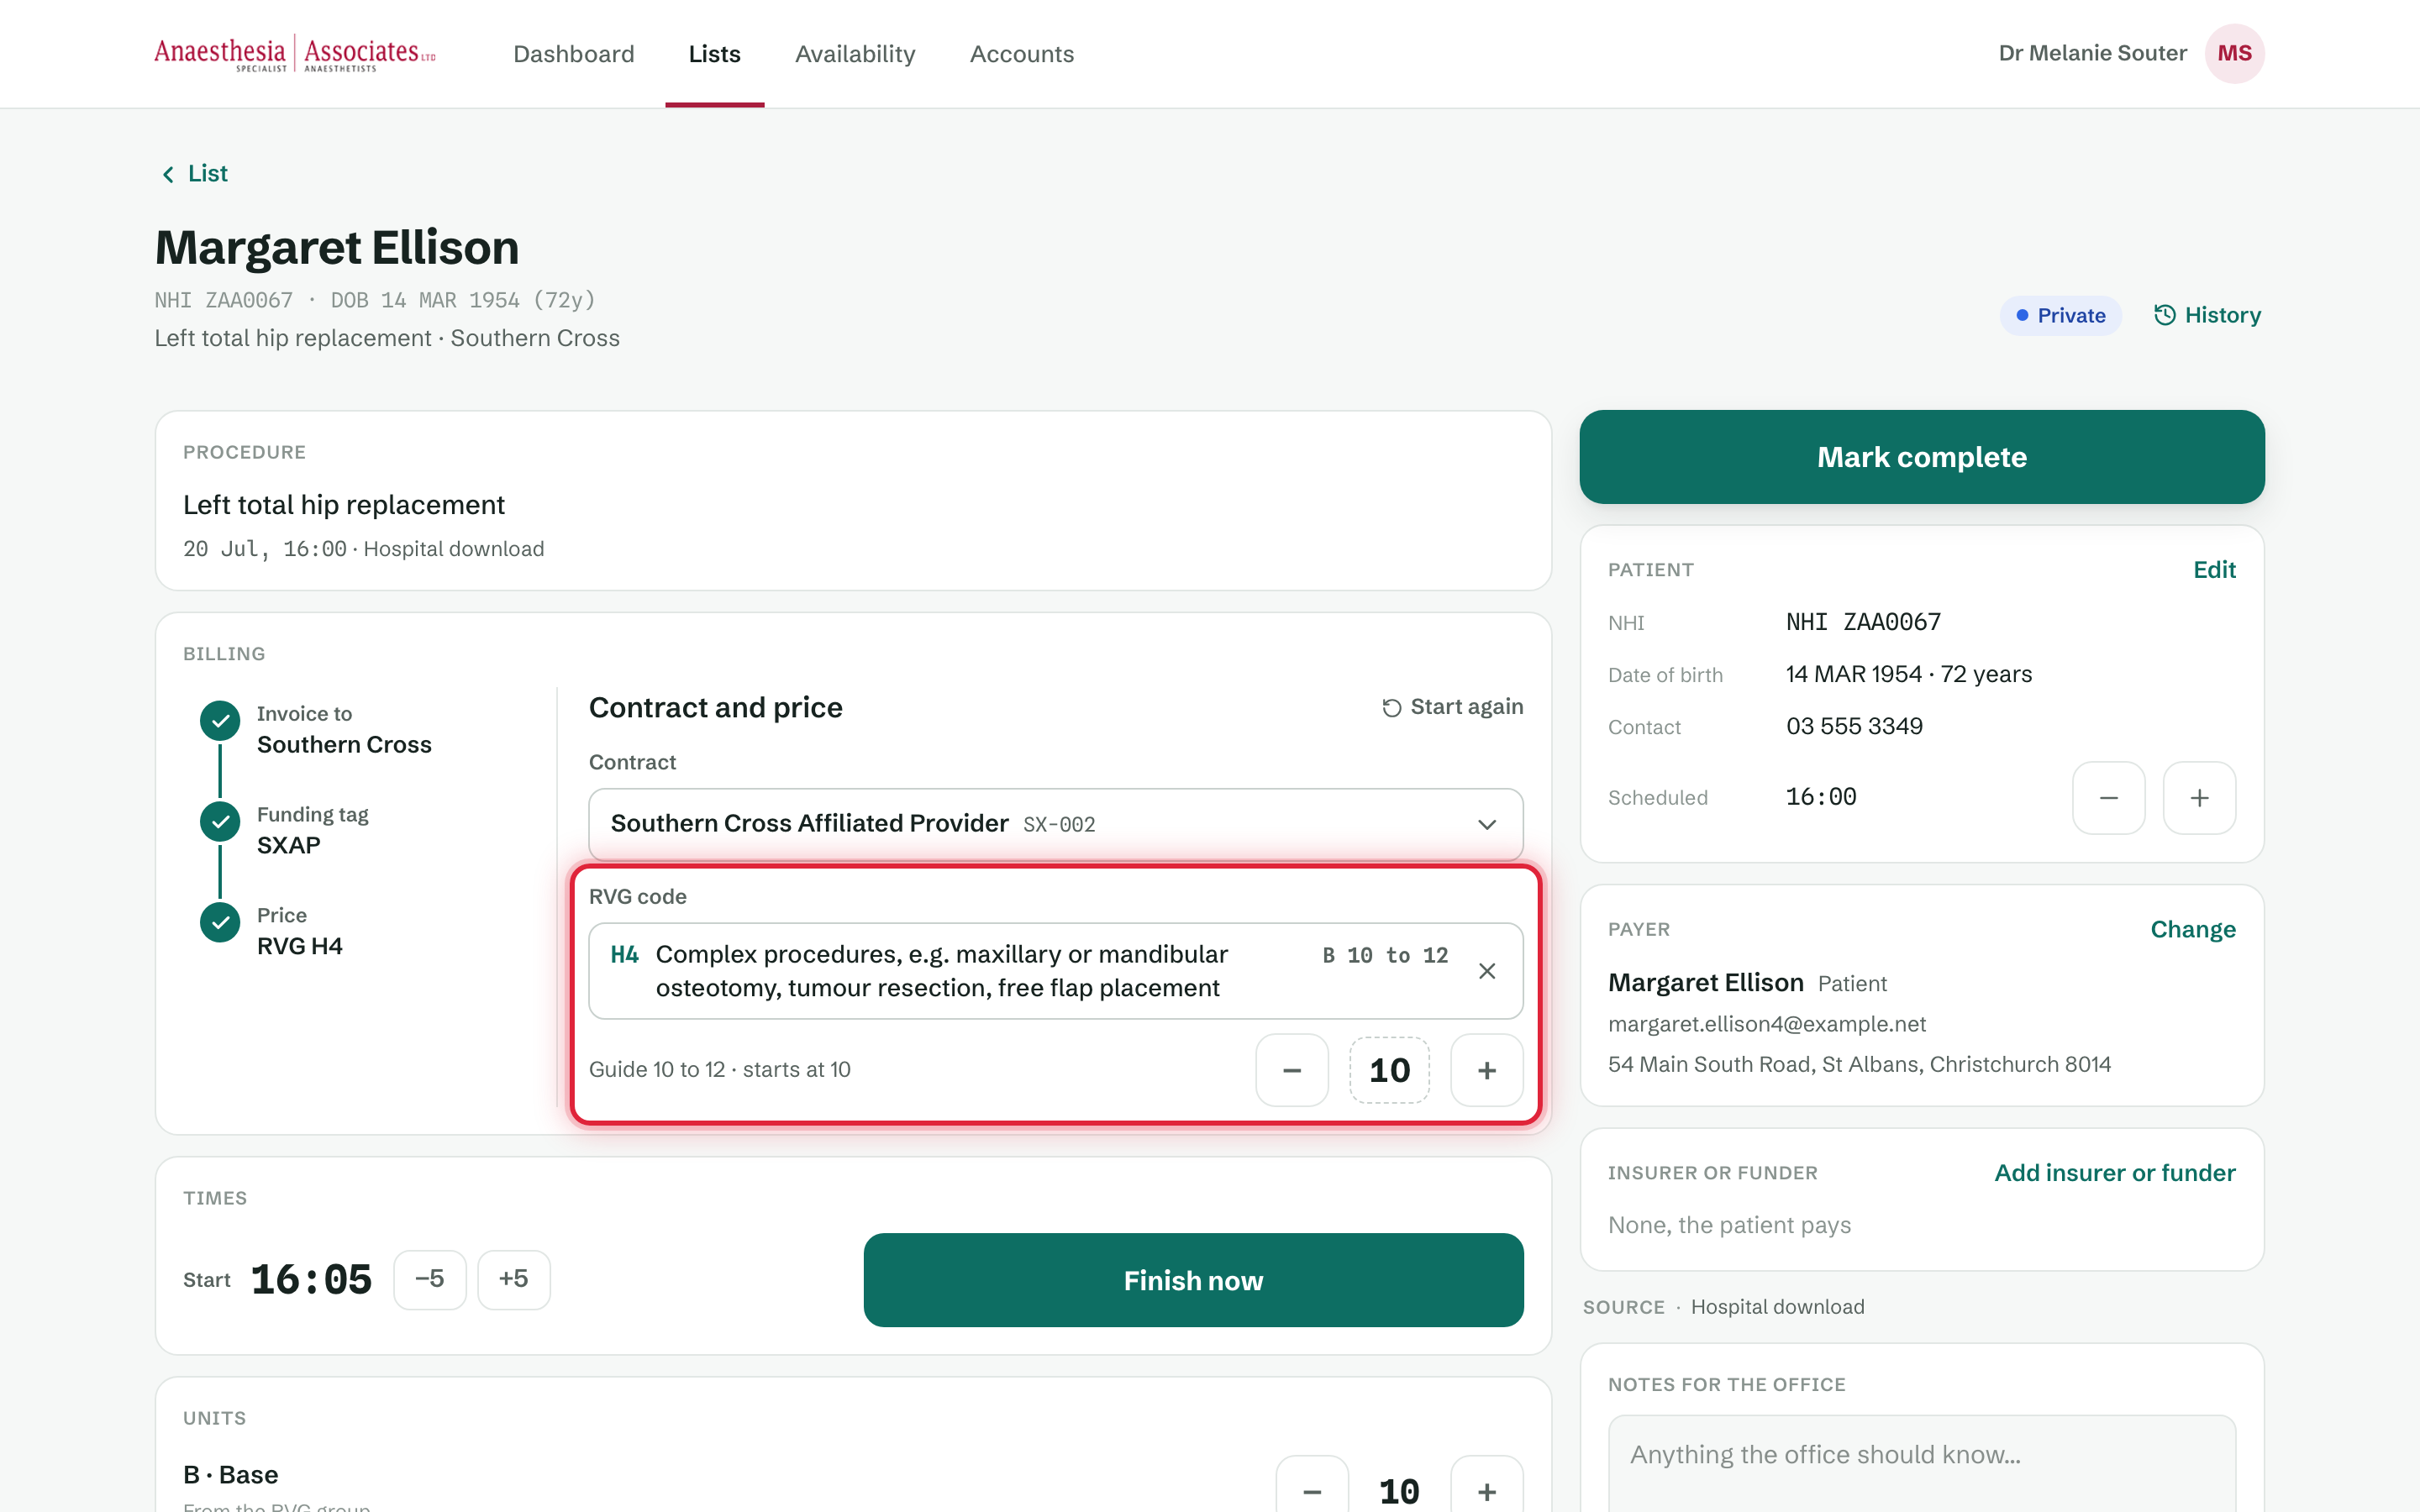 Anaesthesia | Associates LTD
SPECIALIST ANAESTHETISTS
Dashboard
Lists
Availability
Accounts
Dr Melanie Souter
MS
List
Margaret Ellison
NHI ZAA0067 · DOB 14 MAR 1954 (72y)
Left total hip replacement · Southern Cross
Private
History
PROCEDURE
Left total hip replacement
20 Jul, 16:00 · Hospital download
BILLING
Invoice to
Southern Cross
Funding tag
SXAP
Price
RVG H4
Contract and price
Start again
Contract
Southern Cross Affiliated Provider SX-002
RVG code
H4 Complex procedures, e.g. maxillary or mandibular B 10 to 12
osteotomy, tumour resection, free flap placement
Guide 10 to 12 · starts at 10
− 10 +
TIMES
Start 16:05 −5 +5
Finish now
UNITS
B · Base
From the RVG group
− 10 +
Mark complete
PATIENT
Edit
NHI NHI ZAA0067
Date of birth 14 MAR 1954 · 72 years
Contact 03 555 3349
Scheduled 16:00 − +
PAYER
Change
Margaret Ellison Patient
margaret.ellison4@example.net
54 Main South Road, St Albans, Christchurch 8014
INSURER OR FUNDER
Add insurer or funder
None, the patient pays
SOURCE · Hospital download
NOTES FOR THE OFFICE
Anything the office should know...